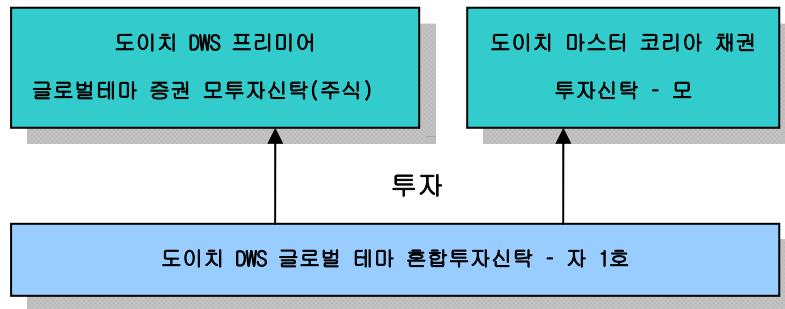 도이치 DWS 프리미어
글로벌테마 증권 모투자신탁(주식)
도이치 마스터 코리아 채권
투자신탁 - 모
투자
도이치 DWS 글로벌 테마 혼합투자신탁 - 자 1호